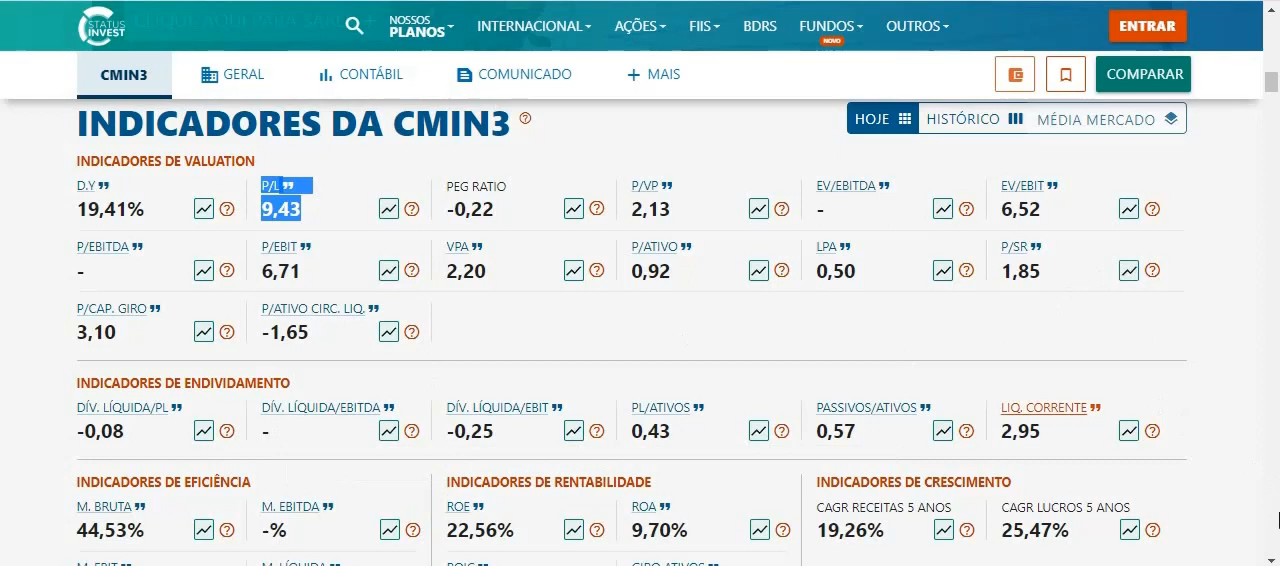 STATUS INVEST
NOSSOS PLANOS
INTERNACIONAL
AÇÕES
FIIS
BDRS
FUNDOS
NOVO
OUTROS
ENTRAR
CMIN3
GERAL
CONTÁBIL
COMUNICADO
+ MAIS
COMPARAR
INDICADORES DA CMIN3
HOJE
HISTÓRICO
MÉDIA MERCADO
INDICADORES DE VALUATION
D.Y P/L PEG RATIO P/VP EV/EBITDA EV/EBIT
19,41% 9,43 -0,22 2,13 - 6,52
P/EBITDA P/EBIT VPA P/ATIVO LPA P/SR
- 6,71 2,20 0,92 0,50 1,85
P/CAP. GIRO P/ATIVO CIRC. LIQ.
3,10 -1,65
INDICADORES DE ENDIVIDAMENTO
DÍV. LÍQUIDA/PL DÍV. LÍQUIDA/EBITDA DÍV. LÍQUIDA/EBIT PL/ATIVOS PASSIVOS/ATIVOS LIQ. CORRENTE
-0,08 - -0,25 0,43 0,57 2,95
INDICADORES DE EFICIÊNCIA INDICADORES DE RENTABILIDADE INDICADORES DE CRESCIMENTO
M. BRUTA M. EBITDA ROE ROA CAGR RECEITAS 5 ANOS CAGR LUCROS 5 ANOS
44,53% -% 22,56% 9,70% 19,26% 25,47%